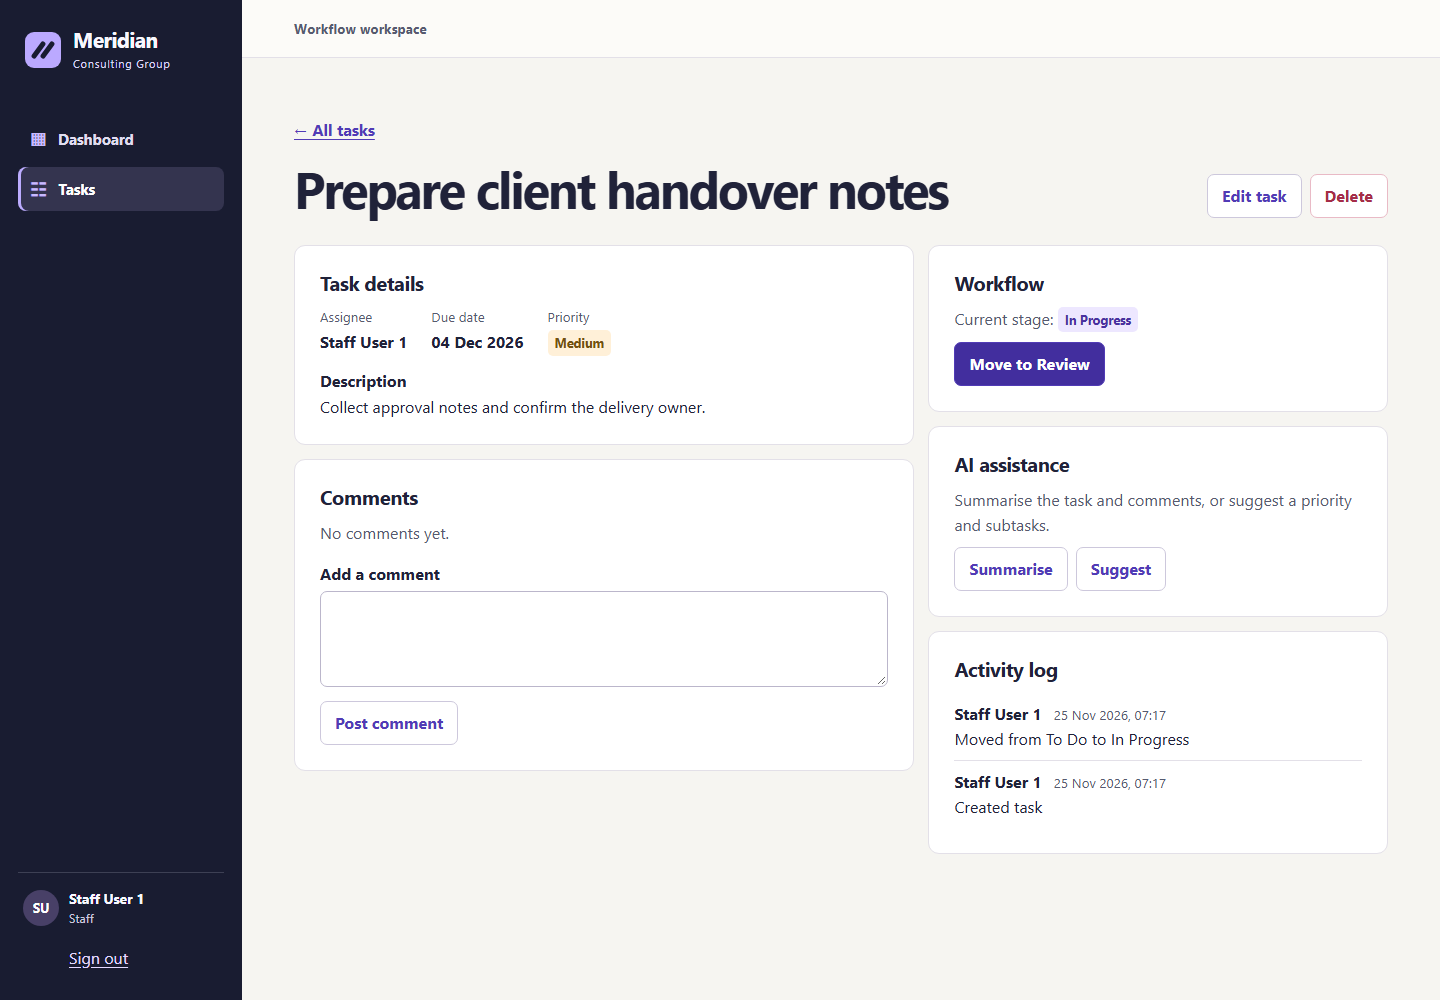 Meridian
Consulting Group
Dashboard
Tasks
Staff User 1
SU
Staff
Sign out
Workflow workspace
← All tasks
Prepare client handover notes
Edit task
Delete
Task details
Assignee
Due date
Priority
Staff User 1
04 Dec 2026
Medium
Description
Collect approval notes and confirm the delivery owner.
Comments
No comments yet.
Add a comment
Post comment
Workflow
Current stage: In Progress
Move to Review
AI assistance
Summarise the task and comments, or suggest a priority
and subtasks.
Summarise
Suggest
Activity log
Staff User 1 25 Nov 2026, 07:17
Moved from To Do to In Progress
Staff User 1 25 Nov 2026, 07:17
Created task